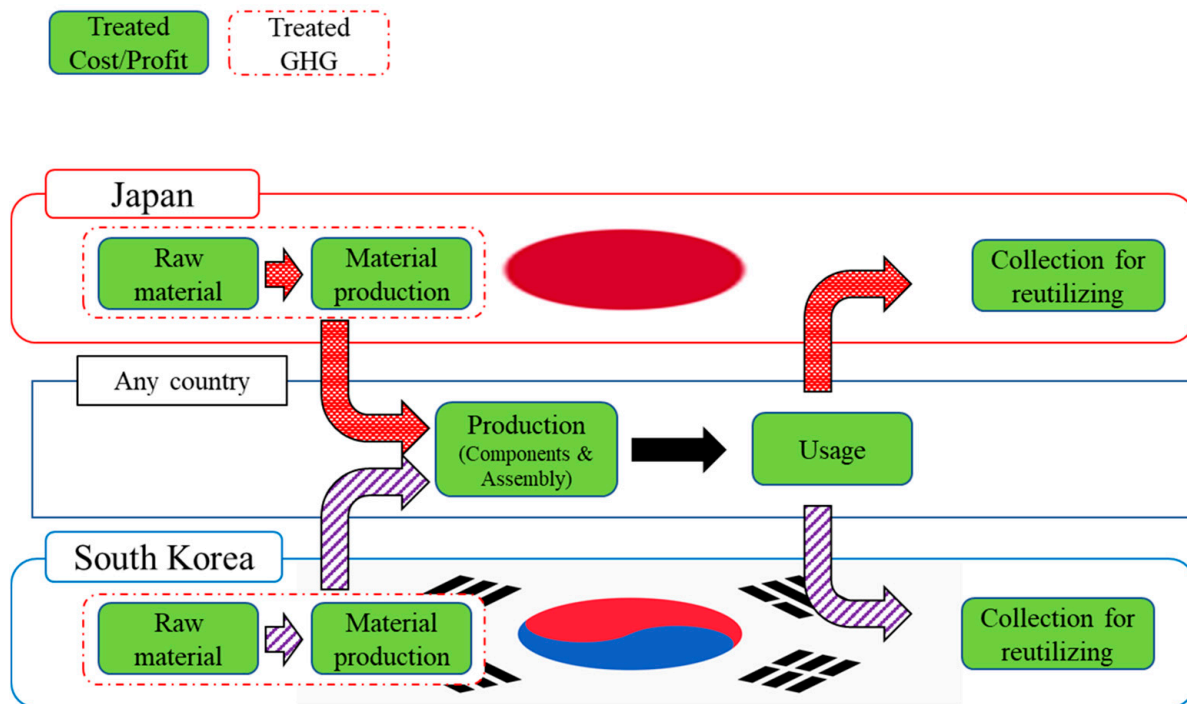 Treated
Cost/Profit
Treated
GHG
Japan
Raw
material
Material
production
Collection for
reutilizing
Any country
Production
(Components &
Assembly)
Usage
South Korea
Raw
material
Material
production
Collection for
reutilizing